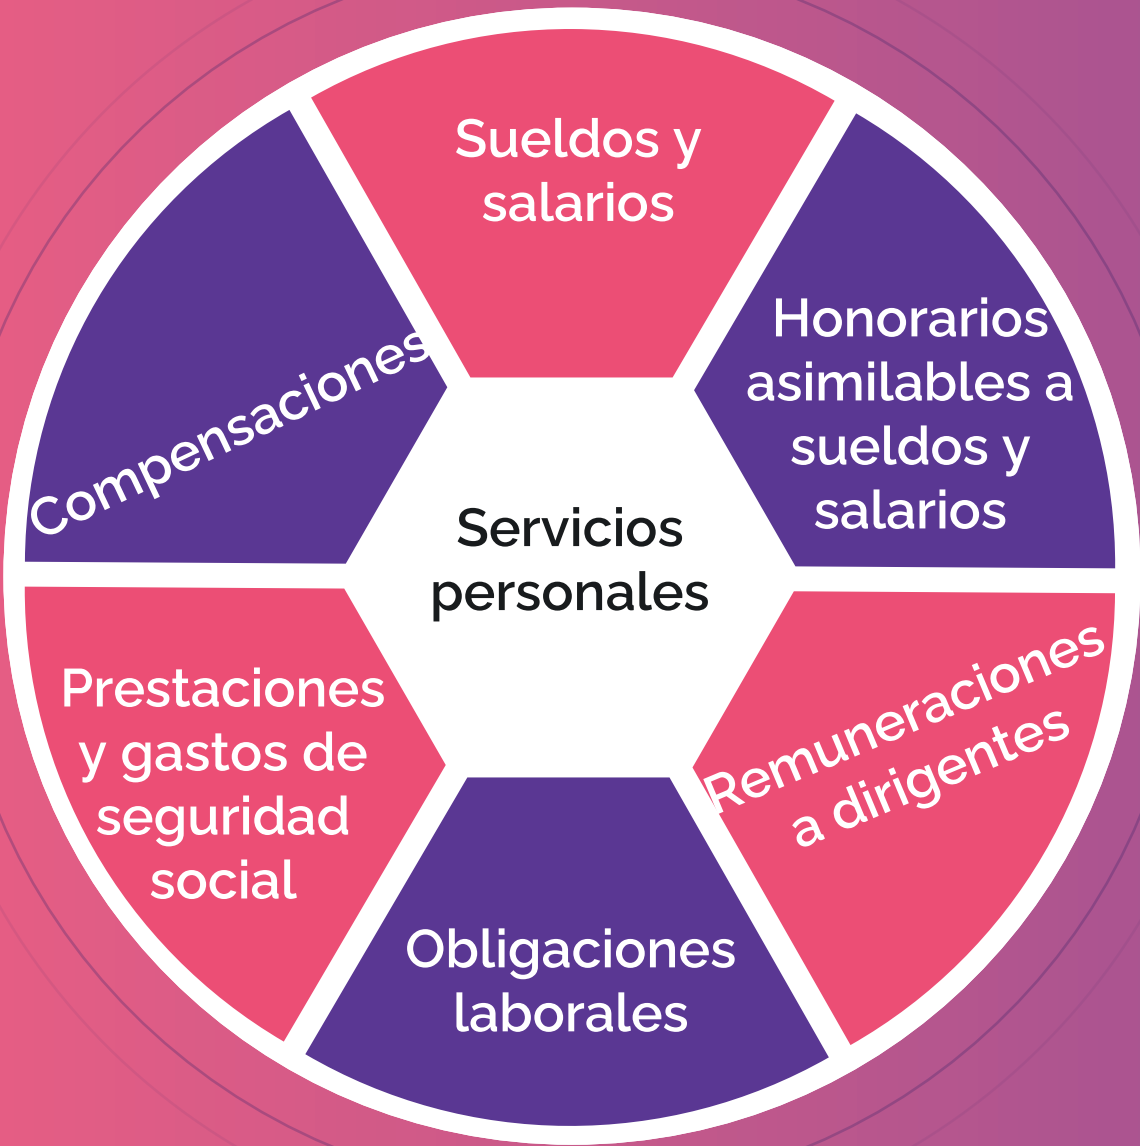 Sueldos y
salarios
Honorarios
asimilables a
sueldos y
salarios
Compensaciones
Servicios
personales
Remuneraciones
a dirigentes
Prestaciones
y gastos de
seguridad
social
Obligaciones
laborales